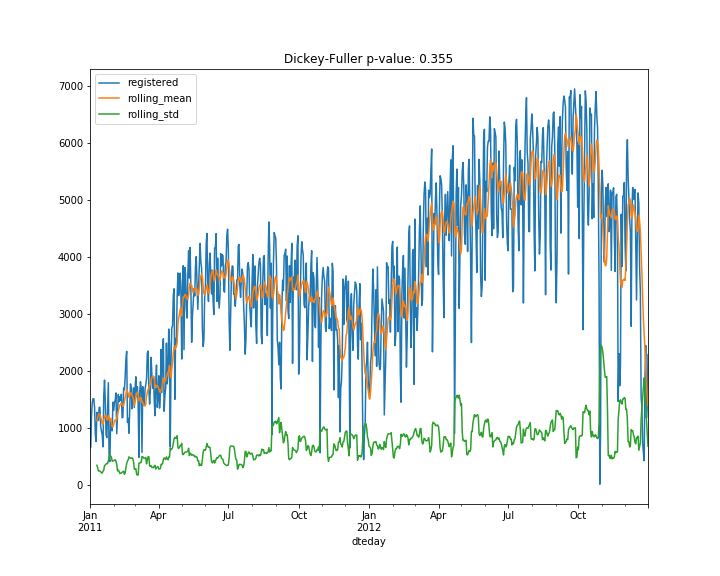 Dickey-Fuller p-value: 0.355
registered
rolling_mean
rolling_std
7000
6000
5000
4000
3000
2000
1000
0
Jan Apr Jul Oct Jan Apr Jul Oct
2011 2012
dteday